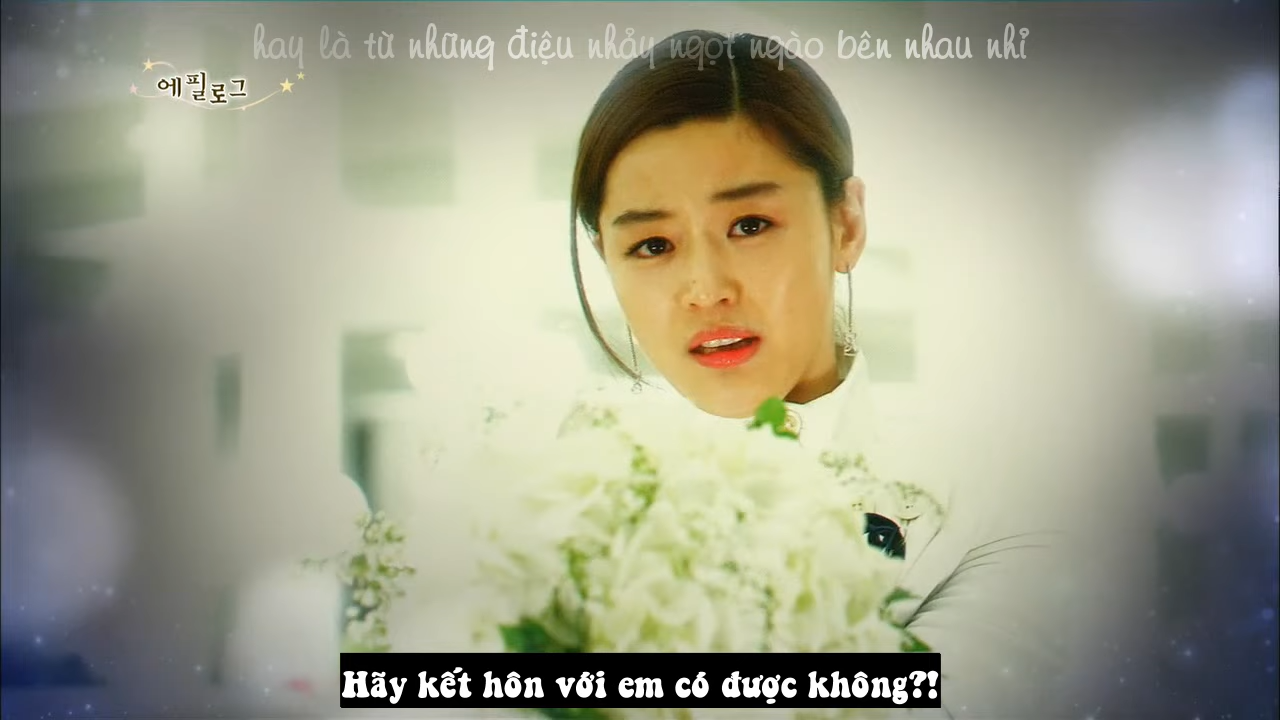 hay là từ những điệu nhảy ngọt ngào bên nhau nhỉ
에필로그
Hãy kết hôn với em có được không?!